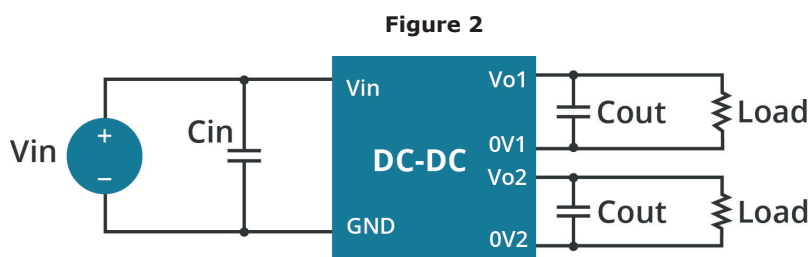 Figure 2
Vin
+
−
Cin
Vin
GND
DC-DC
Vo1
0V1
Vo2
0V2
Cout
Load
Cout
Load